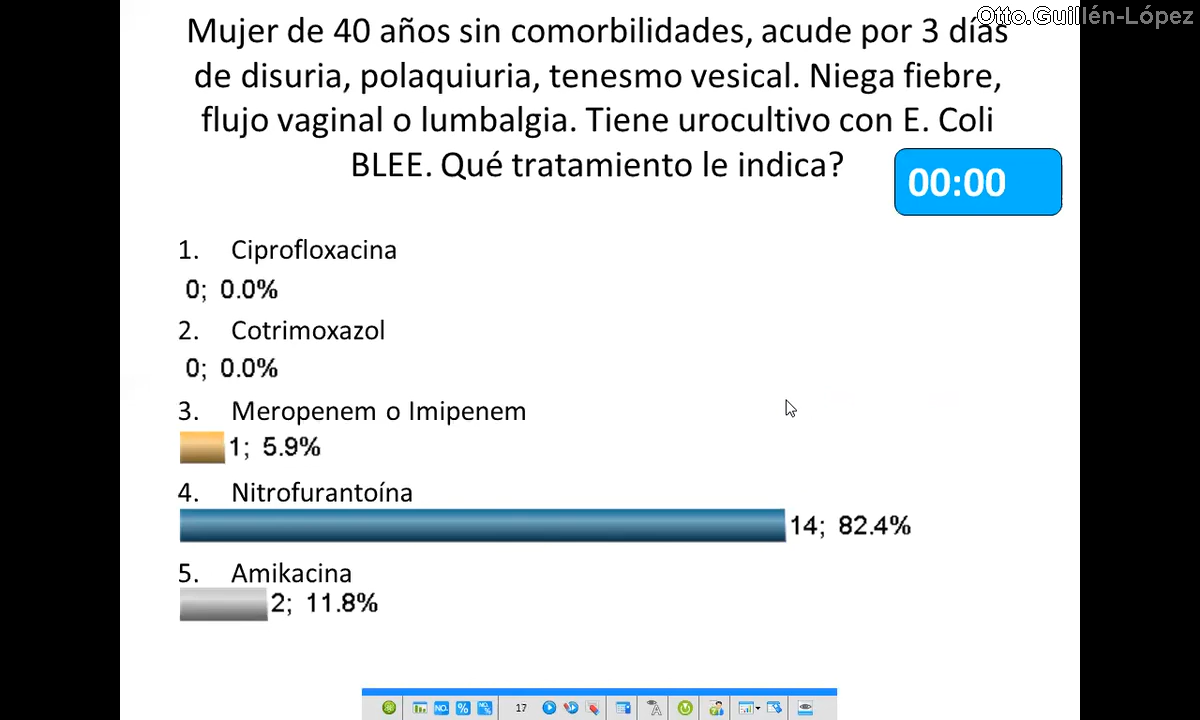 Otto.Guillén-López
Mujer de 40 años sin comorbilidades, acude por 3 días
de disuria, polaquiuria, tenesmo vesical. Niega fiebre,
flujo vaginal o lumbalgia. Tiene urocultivo con E. Coli
BLEE. Qué tratamiento le indica?
00:00
1. Ciprofloxacina
0; 0.0%
2. Cotrimoxazol
0; 0.0%
3. Meropenem o Imipenem
1; 5.9%
4. Nitrofurantoína
14; 82.4%
5. Amikacina
2; 11.8%
NO. % NO.% 17